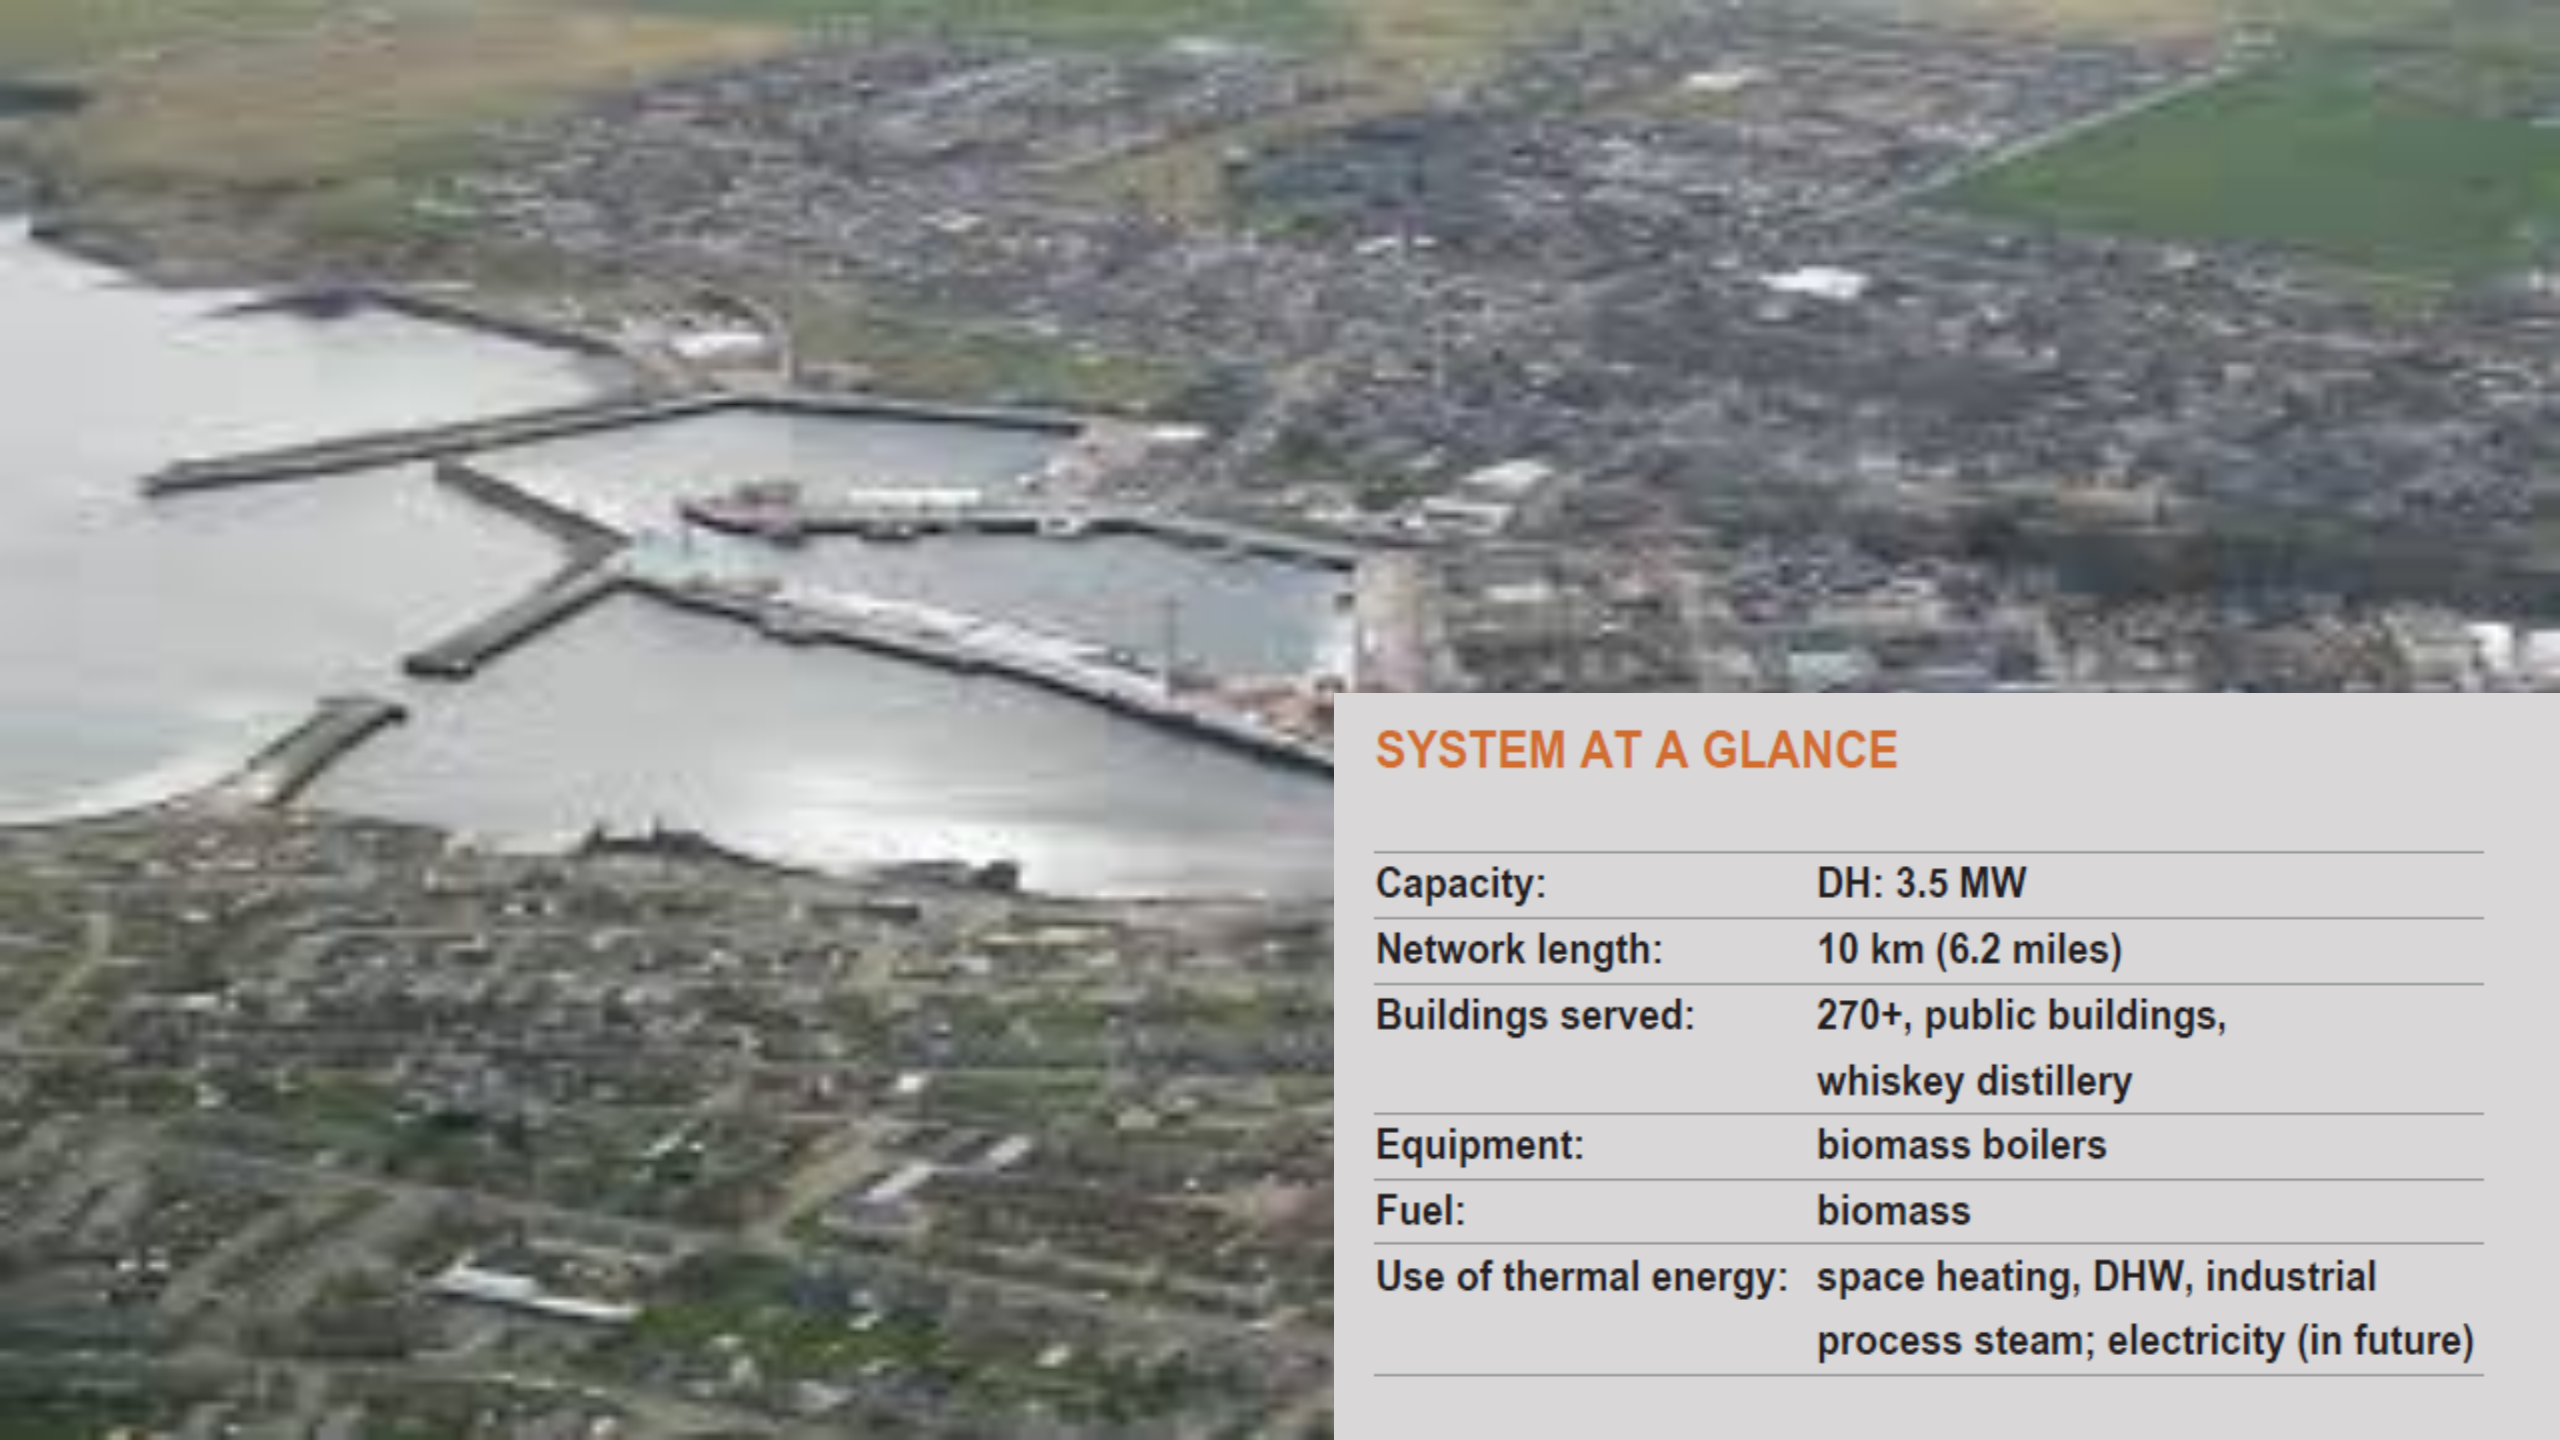 SYSTEM AT A GLANCE
Capacity: DH: 3.5 MW
Network length: 10 km (6.2 miles)
Buildings served: 270+, public buildings,
whiskey distillery
Equipment: biomass boilers
Fuel: biomass
Use of thermal energy: space heating, DHW, industrial
process steam; electricity (in future)